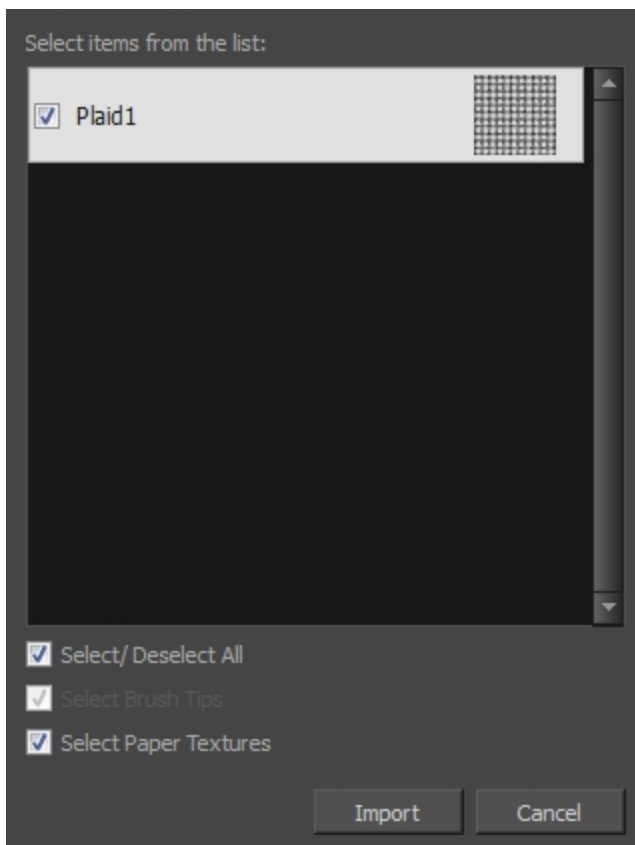 Select items from the list:
Plaid1
Select/ Deselect All
Select Brush Tips
Select Paper Textures
Import
Cancel